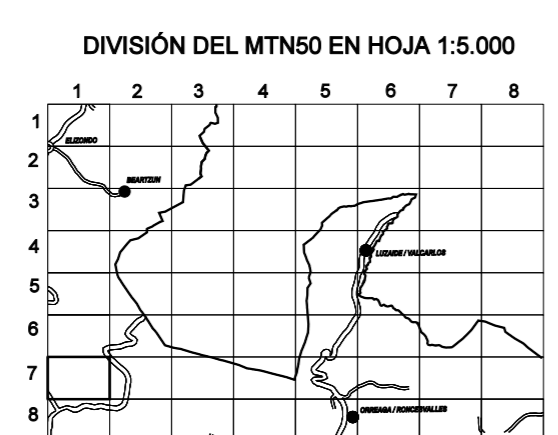 DIVISIÓN DEL MTN50 EN HOJA 1:5.000
1 2 3 4 5 6 7 8
1
ELIZONDO
2
BEARTZUN
3
4
LUZAIDE / VALCARLOS
5
6
7
8
ORREAGA / RONCESVALLES